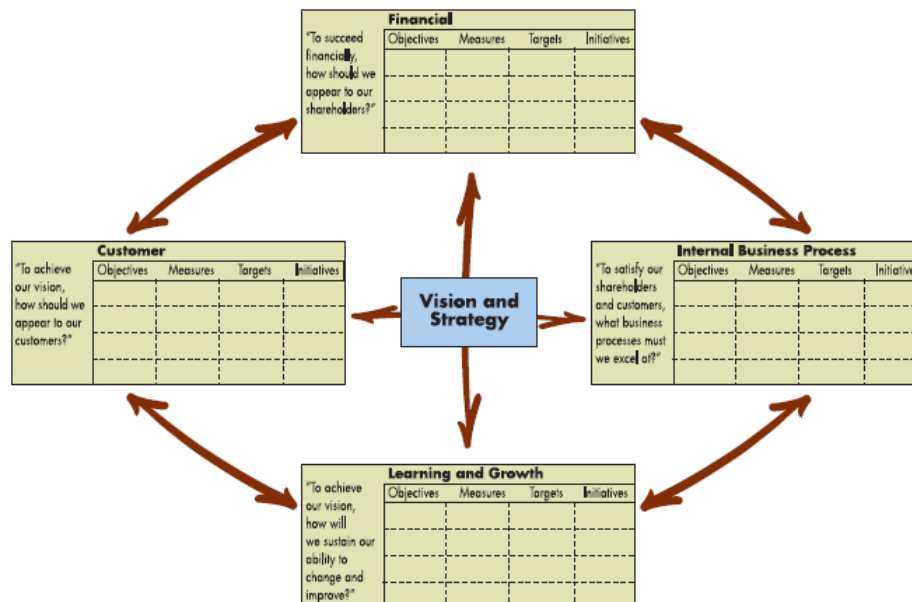 Financial
"To succeed
financially,
how should we
appear to our
shareholders?"
Objectives Measures Targets Initiatives
Customer
"To achieve
our vision,
how should we
appear to our
customers?"
Objectives Measures Targets Initiatives
Vision and
Strategy
Internal Business Process
"To satisfy our
shareholders
and customers,
what business
processes must
we excel at?"
Objectives Measures Targets Initiative
Learning and Growth
"To achieve
our vision,
how will
we sustain our
ability to
change and
improve?"
Objectives Measures Targets Initiatives